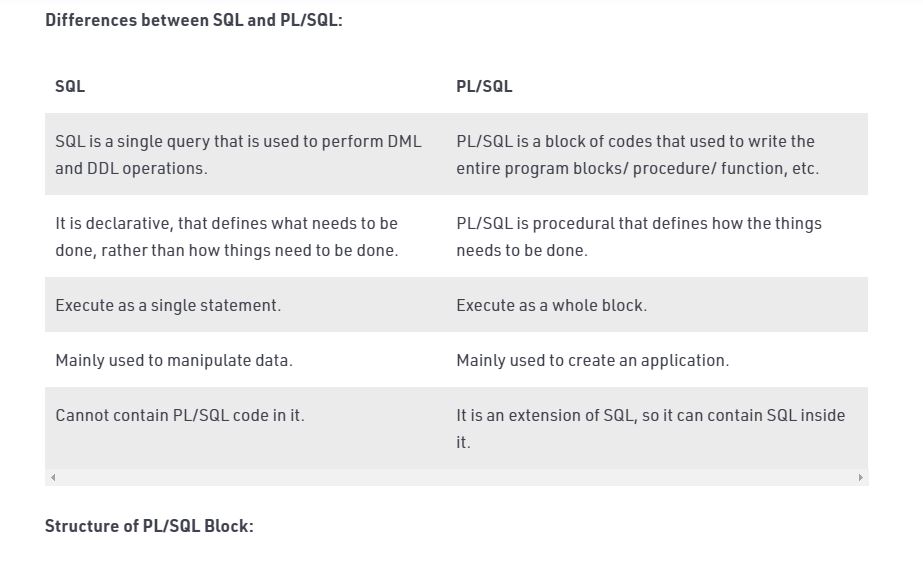 Differences between SQL and PL/SQL:
SQL PL/SQL
SQL is a single query that is used to perform DML
and DDL operations.
PL/SQL is a block of codes that used to write the
entire program blocks/ procedure/ function, etc.
It is declarative, that defines what needs to be
done, rather than how things need to be done.
PL/SQL is procedural that defines how the things
needs to be done.
Execute as a single statement.
Execute as a whole block.
Mainly used to manipulate data.
Mainly used to create an application.
Cannot contain PL/SQL code in it.
It is an extension of SQL, so it can contain SQL inside
it.
Structure of PL/SQL Block: